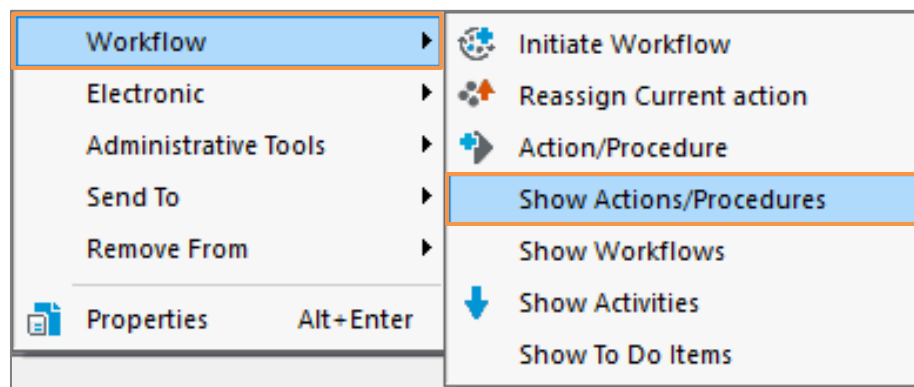 Workflow
Electronic
Administrative Tools
Send To
Remove From
Properties Alt+Enter
Initiate Workflow
Reassign Current action
Action/Procedure
Show Actions/Procedures
Show Workflows
Show Activities
Show To Do Items